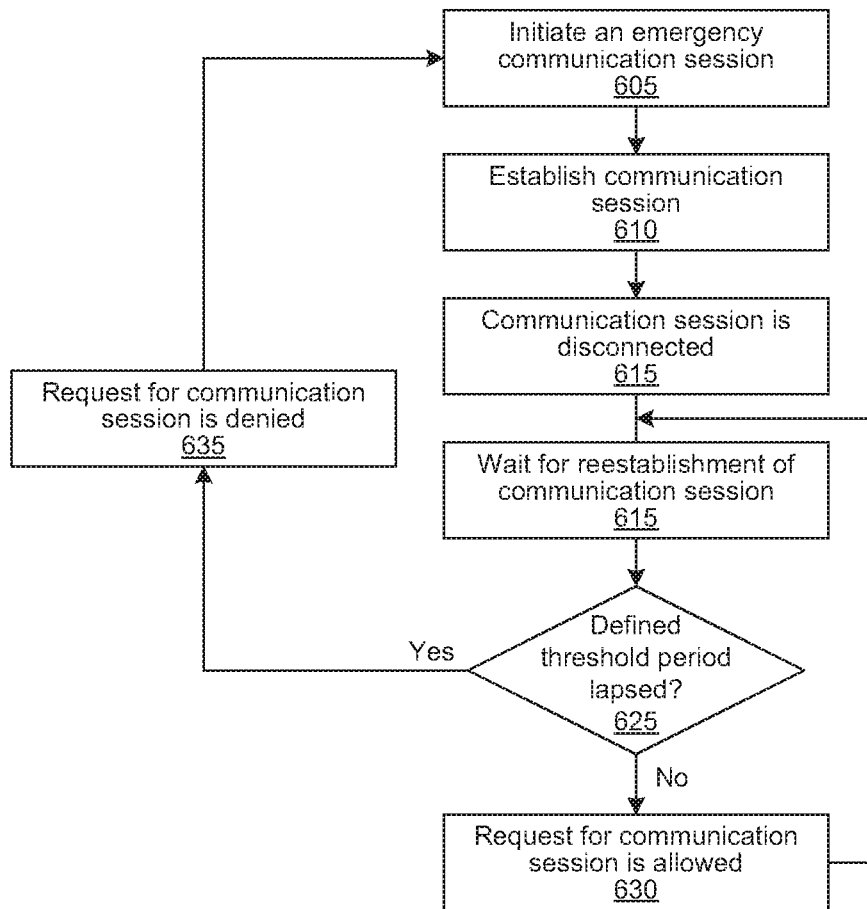 Initiate an emergency
communication session
605
Establish communication
session
610
Communication session is
disconnected
615
Request for communication
session is denied
635
Wait for reestablishment of
communication session
615
Defined
threshold period
lapsed?
625
Yes
No
Request for communication
session is allowed
630